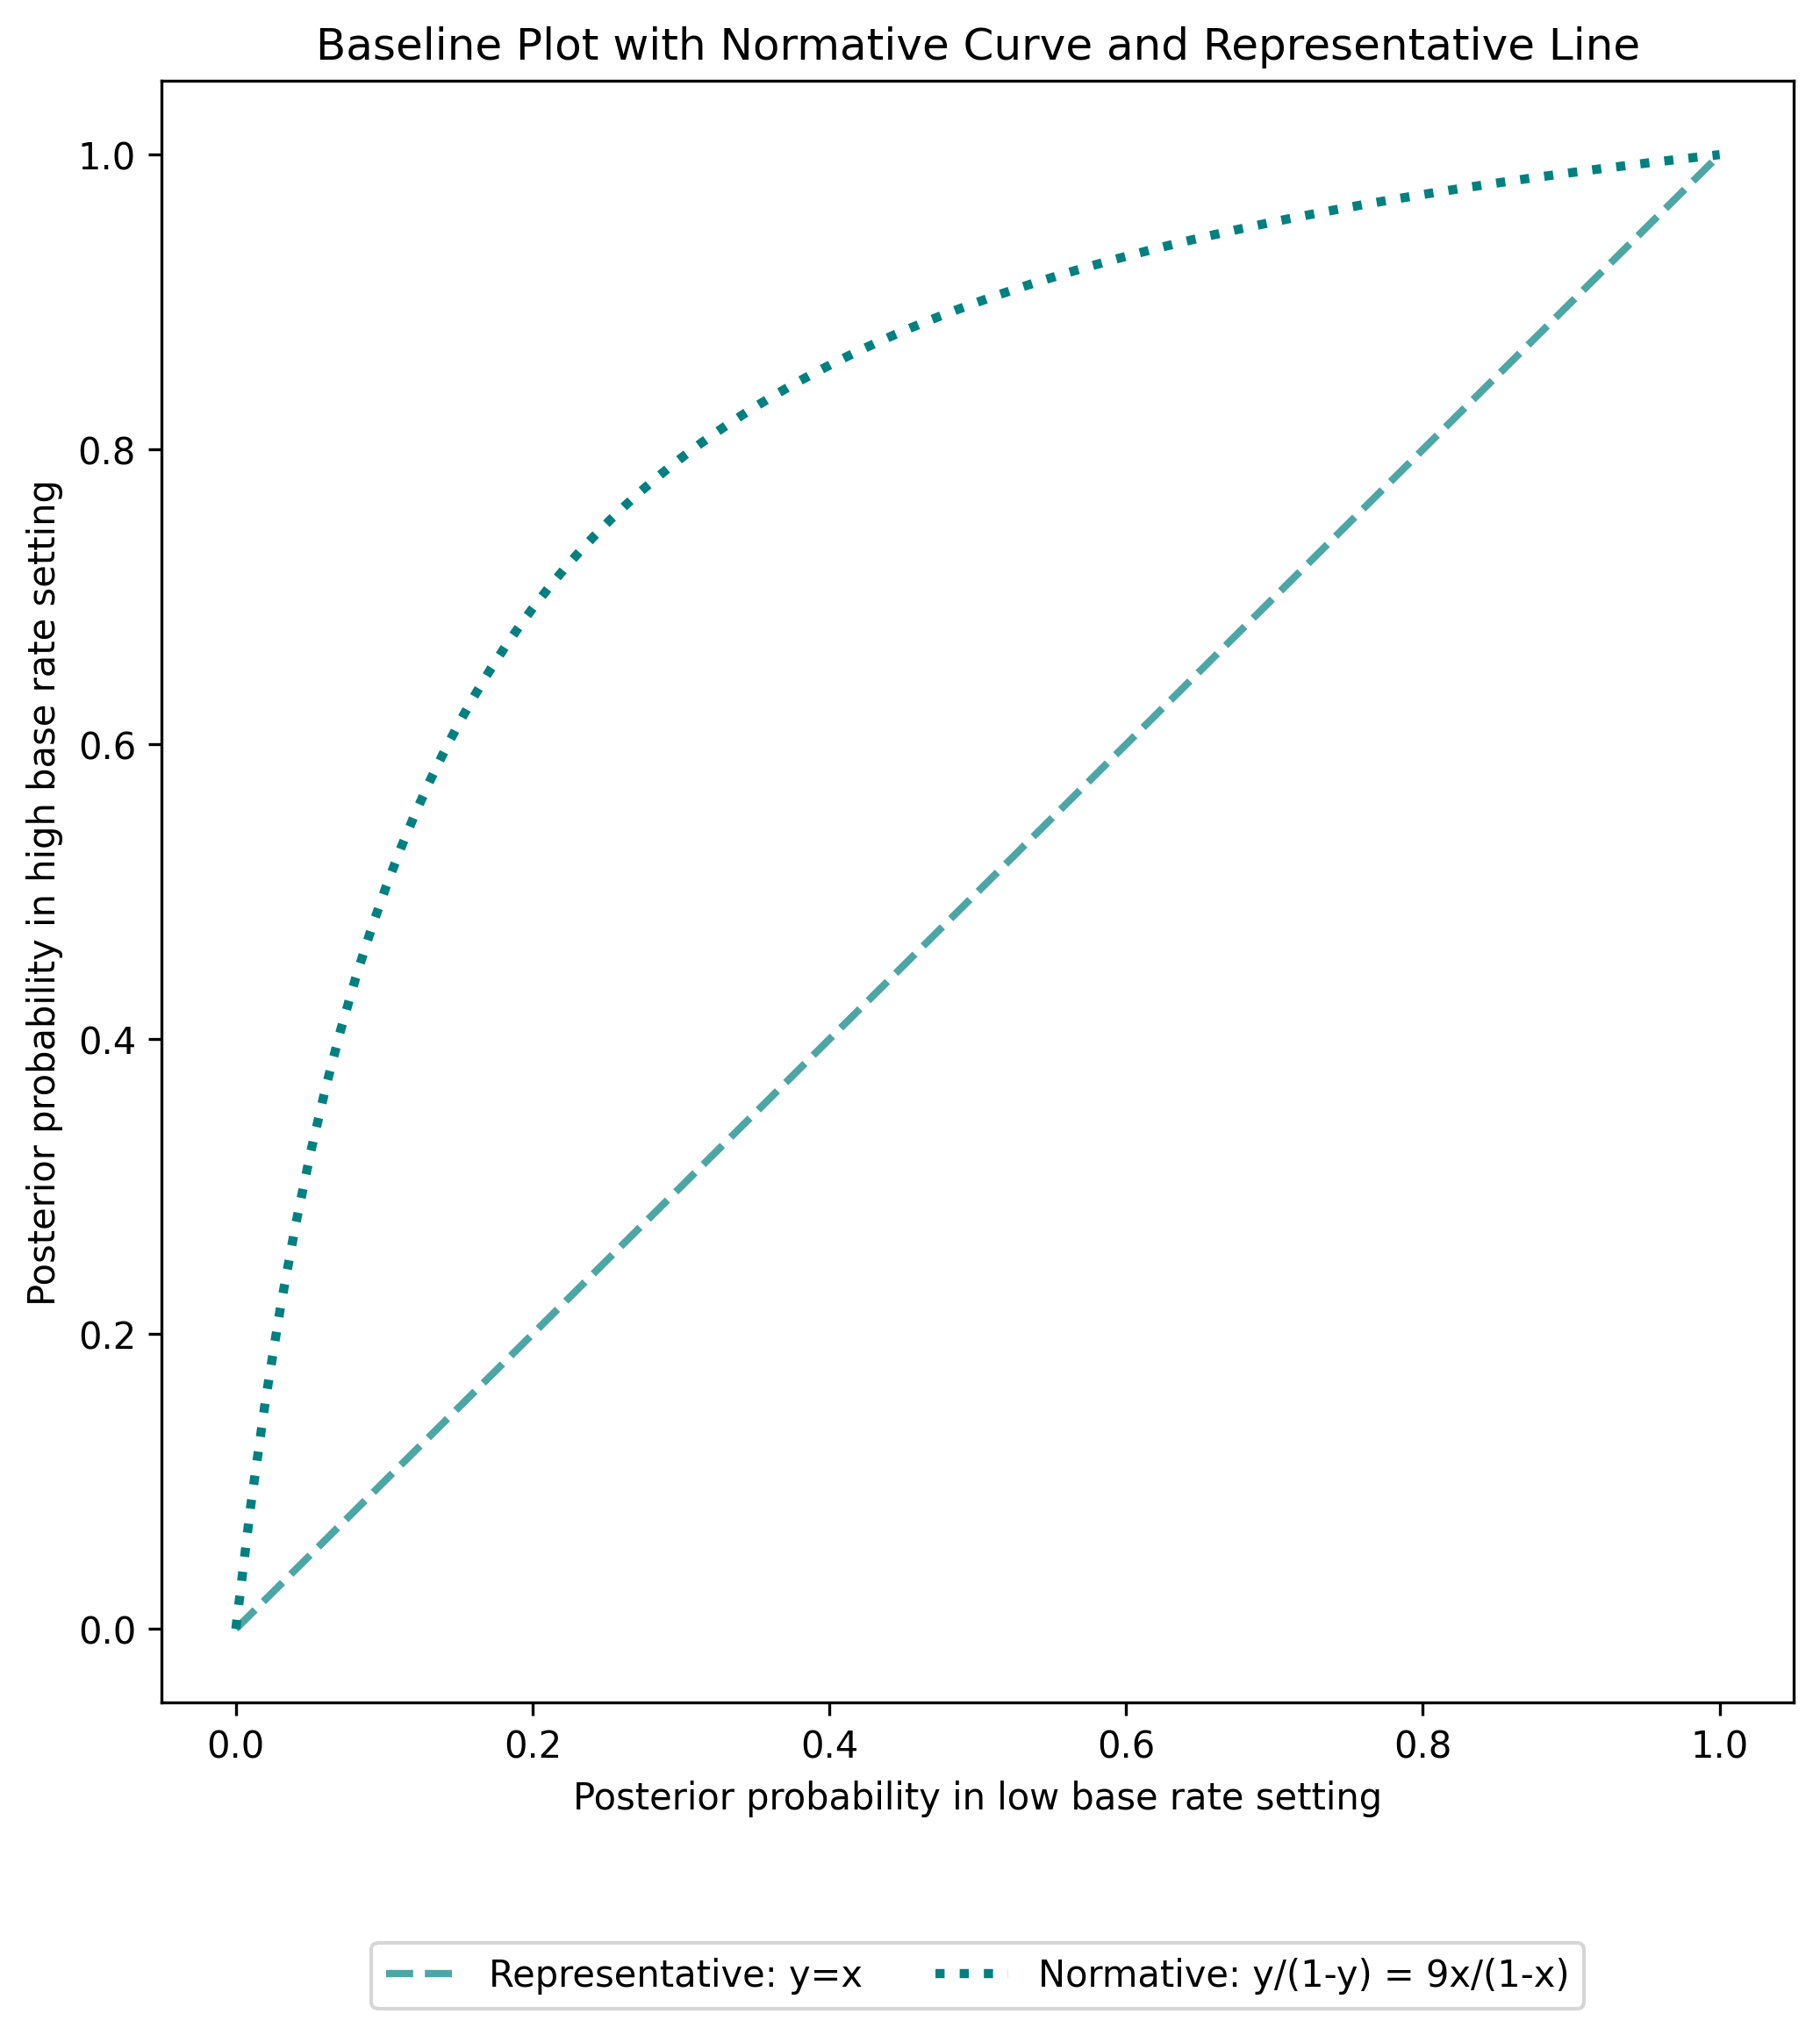 Baseline Plot with Normative Curve and Representative Line
1.0
0.8
0.6
0.4
0.2
0.0
Posterior probability in high base rate setting
0.0 0.2 0.4 0.6 0.8 1.0
Posterior probability in low base rate setting
Representative: y=x
Normative: y/(1-y) = 9x/(1-x)